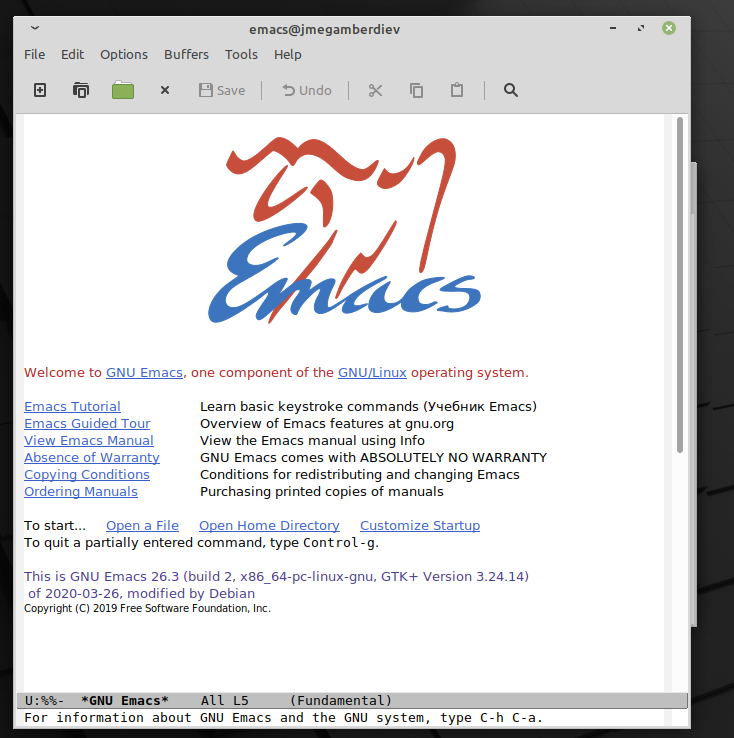 emacs@jmegamberdiev
File Edit Options Buffers Tools Help
Save Undo
Emacs
Welcome to GNU Emacs, one component of the GNU/Linux operating system.
Emacs Tutorial Learn basic keystroke commands (Учебник Emacs)
Emacs Guided Tour Overview of Emacs features at gnu.org
View Emacs Manual View the Emacs manual using Info
Absence of Warranty GNU Emacs comes with ABSOLUTELY NO WARRANTY
Copying Conditions Conditions for redistributing and changing Emacs
Ordering Manuals Purchasing printed copies of manuals
To start... Open a File Open Home Directory Customize Startup
To quit a partially entered command, type Control-g.
This is GNU Emacs 26.3 (build 2, x86_64-pc-linux-gnu, GTK+ Version 3.24.14)
of 2020-03-26, modified by Debian
Copyright (C) 2019 Free Software Foundation, Inc.
U:%%- *GNU Emacs* All L5 (Fundamental)
For information about GNU Emacs and the GNU system, type C-h C-a.